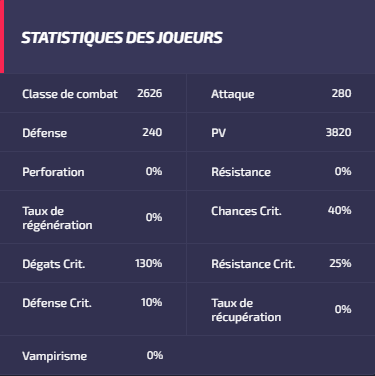 STATISTIQUES DES JOUEURS
Classe de combat 2626 Attaque 280
Défense 240 PV 3820
Perforation 0% Résistance 0%
Taux de
régénération 0% Chances Crit. 40%
Dégats Crit. 130% Résistance Crit. 25%
Défense Crit. 10% Taux de
récupération 0%
Vampirisme 0%